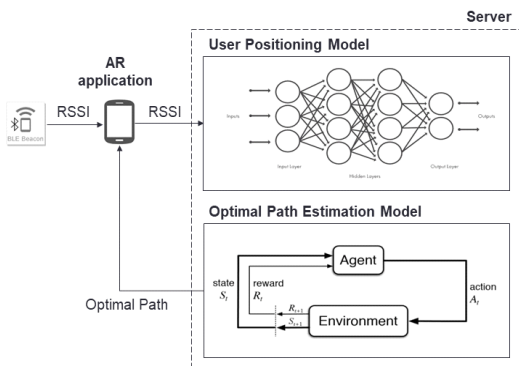 Server
User Positioning Model
AR
application
RSSI
RSSI
BLE Beacon
Inputs
Outputs
Input Layer
Output Layer
Hidden Layers
Optimal Path Estimation Model
Agent
state
S_t
reward
R_t
action
A_t
R_{t+1}
S_{t+1}
Environment
Optimal Path